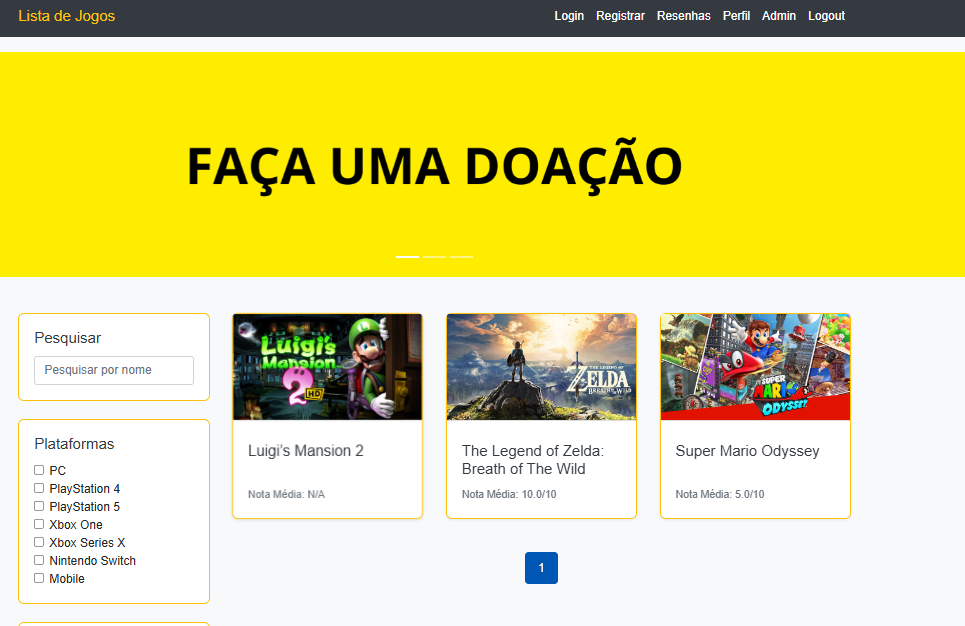 Lista de Jogos
Login Registrar Resenhas Perfil Admin Logout
FAÇA UMA DOAÇÃO
Pesquisar
Pesquisar por nome
Plataformas
PC
PlayStation 4
PlayStation 5
Xbox One
Xbox Series X
Nintendo Switch
Mobile
Luigi's Mansion 2 HD
Luigi's Mansion 2
Nota Média: N/A
THE LEGEND OF
ZELDA
BREATH OF THE WILD
The Legend of Zelda:
Breath of The Wild
Nota Média: 10.0/10
SUPER
MARIO
ODYSSEY
Super Mario Odyssey
Nota Média: 5.0/10
1